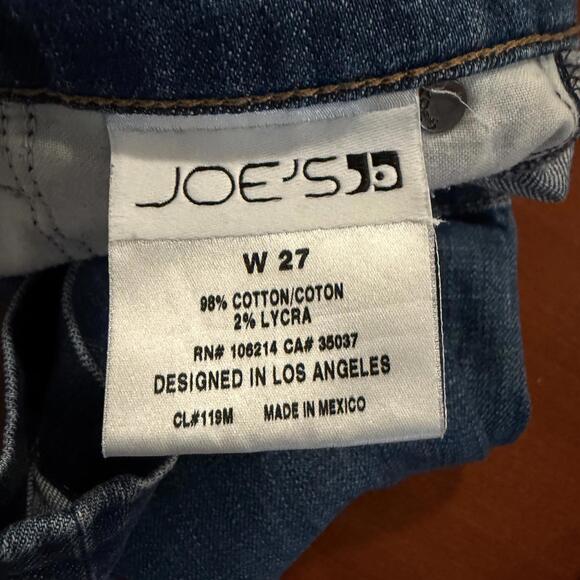 JOE'S
W 27
98% COTTON/COTON
2% LYCRA
RN# 106214 CA# 35037
DESIGNED IN LOS ANGELES
CL#119M MADE IN MEXICO